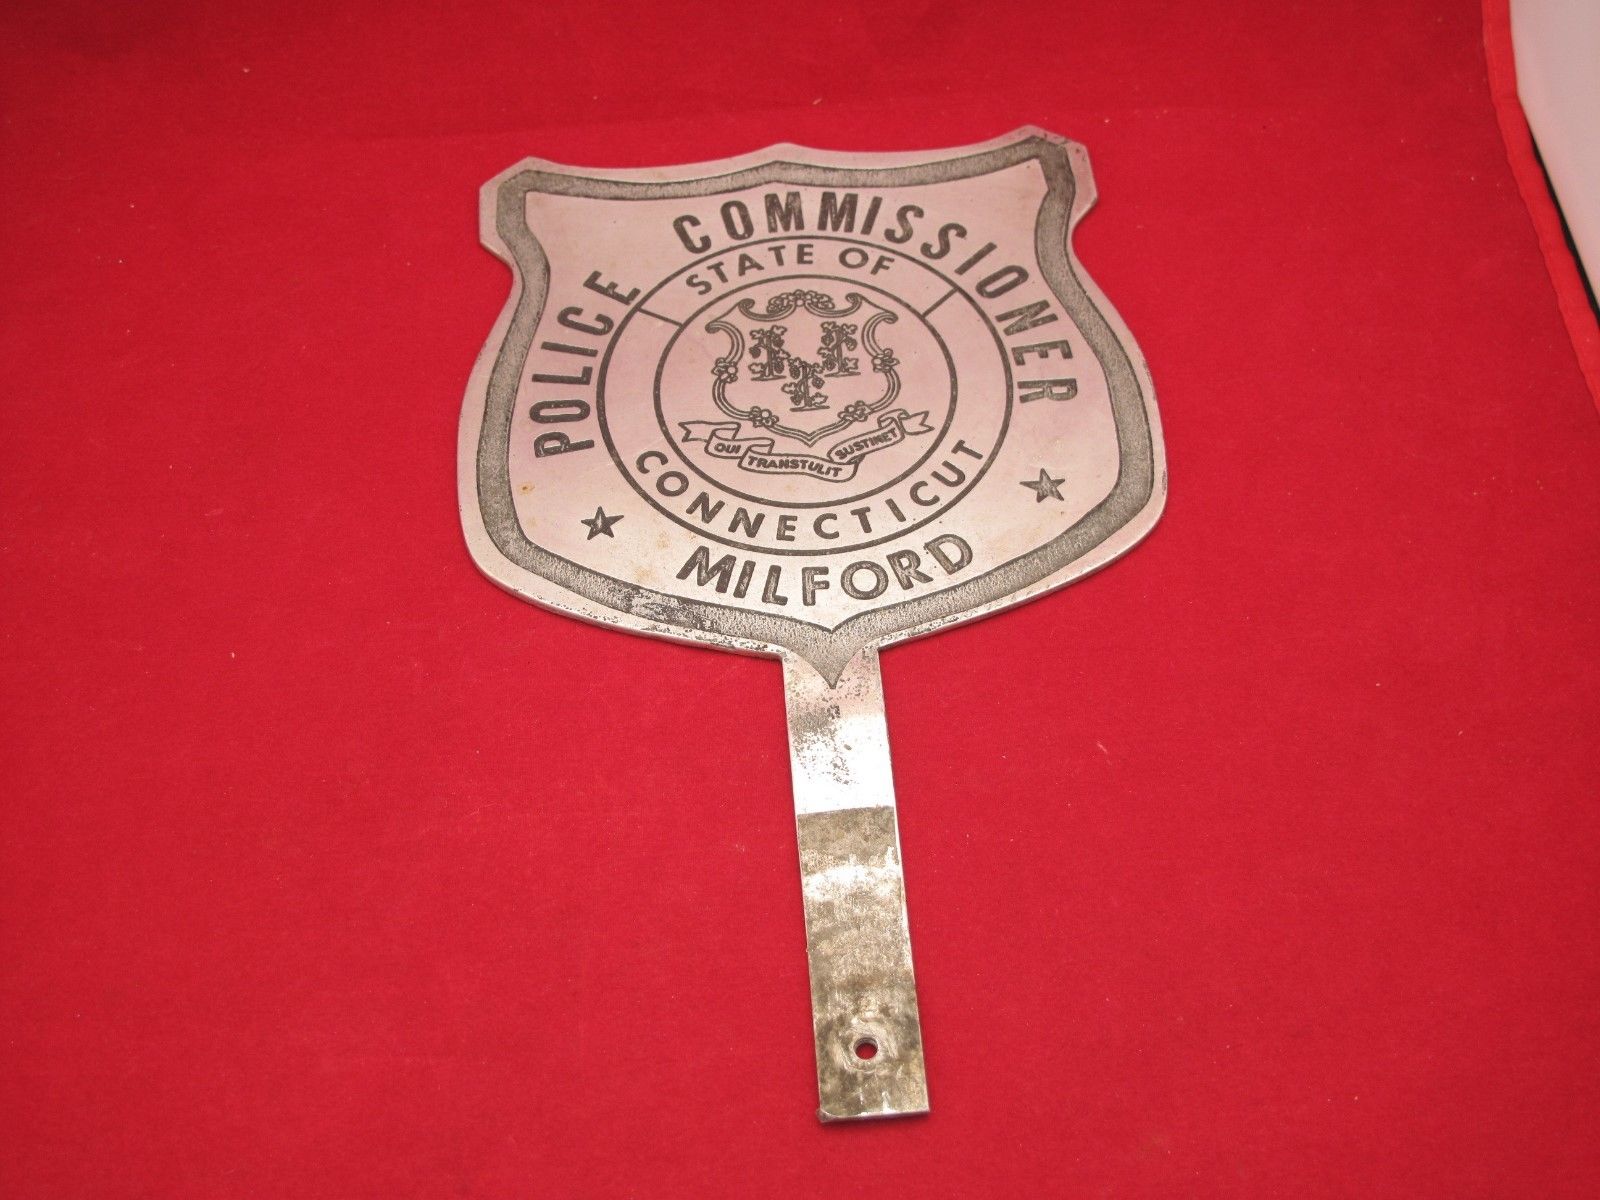 POLICE COMMISSIONER
STATE OF
QUI TRANSTULIT SUSTINET
CONNECTICUT
MILFORD